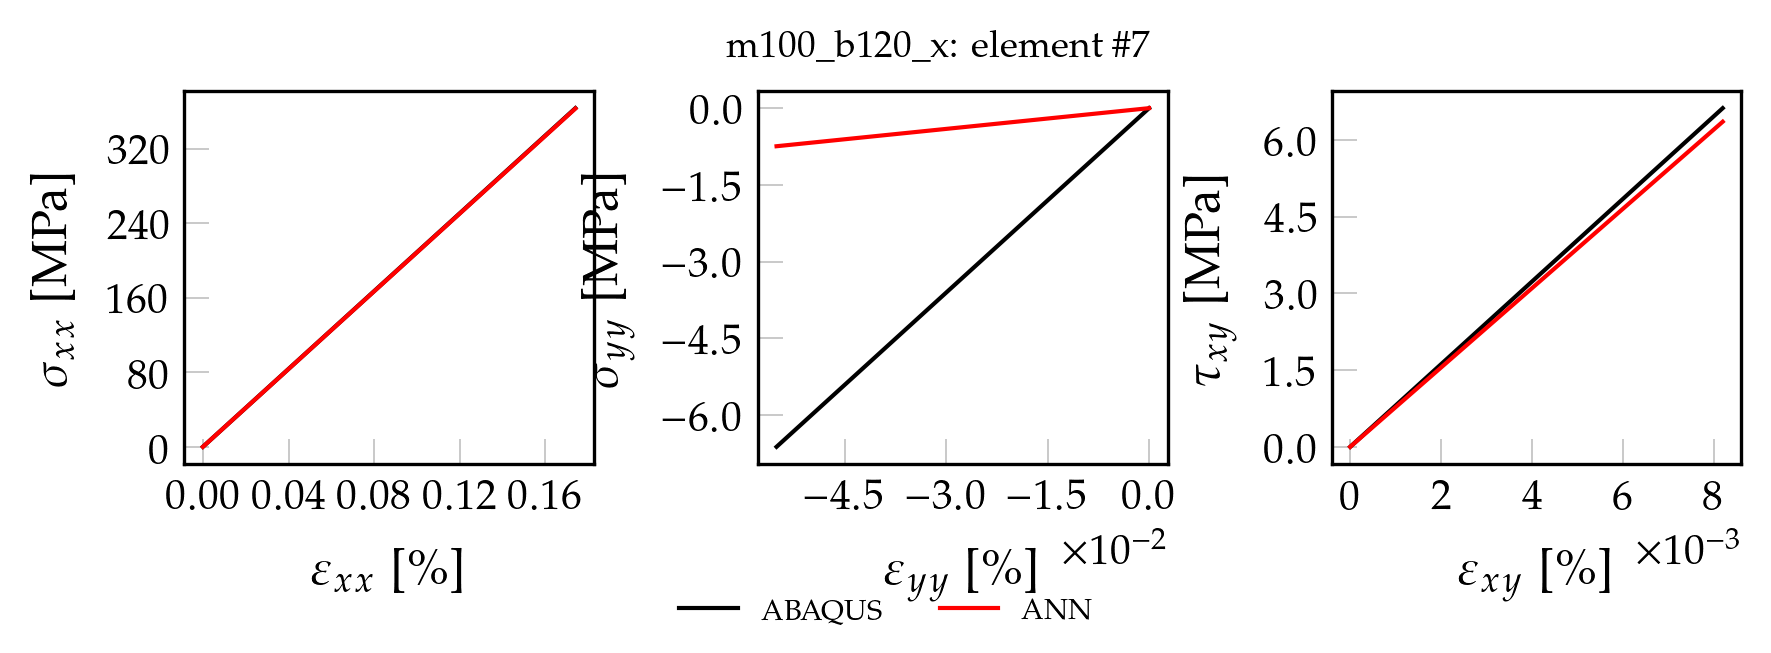 m100_b120_x: element #7
σxx [MPa]
320
240
160
80
0
0.00 0.04 0.08 0.12 0.16
εxx [%]
σyy [MPa]
0.0
−1.5
−3.0
−4.5
−6.0
−4.5 −3.0 −1.5 0.0
×10−2
εyy [%]
τxy [MPa]
6.0
4.5
3.0
1.5
0.0
0 2 4 6 8
×10−3
εxy [%]
ABAQUS ANN